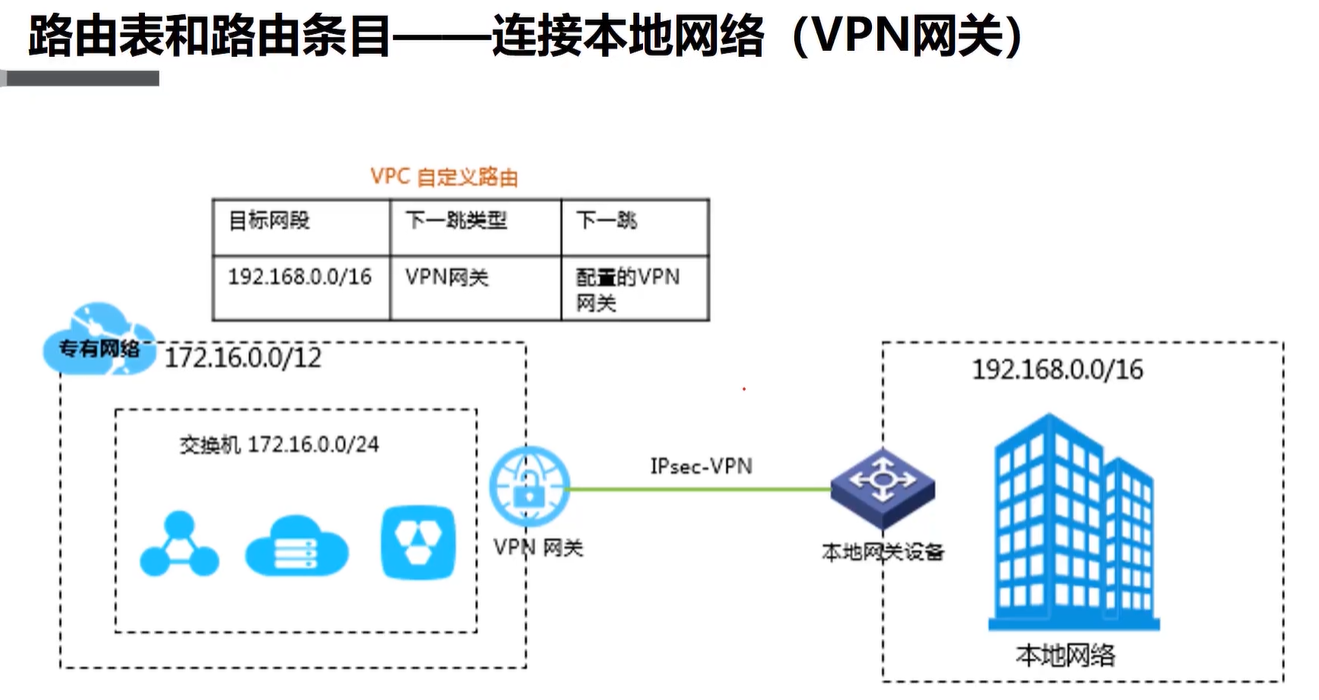 路由表和路由条目——连接本地网络（VPN网关）
VPC 自定义路由
目标网段
下一跳类型
下一跳
192.168.0.0/16
VPN网关
配置的VPN
网关
专有网络
172.16.0.0/12
192.168.0.0/16
交换机 172.16.0.0/24
IPsec-VPN
VPN 网关
本地网关设备
本地网络